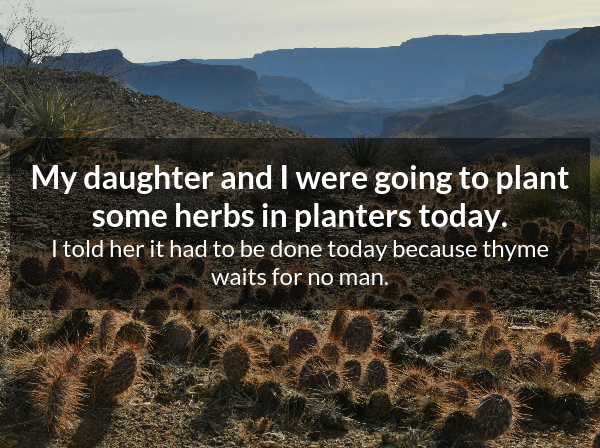 My daughter and I were going to plant
some herbs in planters today.
I told her it had to be done today because thyme
waits for no man.